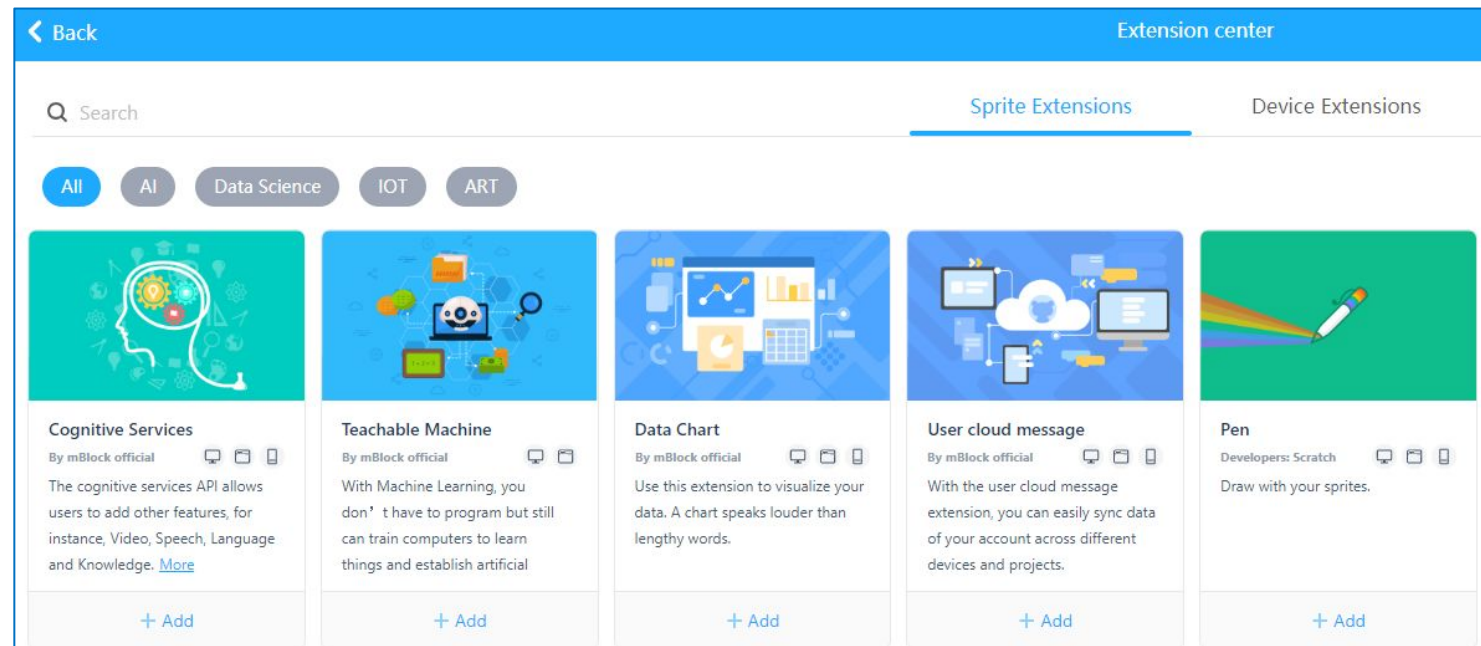 Back
Extension center
Search
Sprite Extensions
Device Extensions
All
AI
Data Science
IOT
ART
Cognitive Services
By mBlock official
The cognitive services API allows
users to add other features, for
instance, Video, Speech, Language
and Knowledge. More
+ Add
Teachable Machine
By mBlock official
With Machine Learning, you
don’t have to program but still
can train computers to learn
things and establish artificial
+ Add
Data Chart
By mBlock official
Use this extension to visualize your
data. A chart speaks louder than
lengthy words.
+ Add
User cloud message
By mBlock official
With the user cloud message
extension, you can easily sync data
of your account across different
devices and projects.
+ Add
Pen
Developers: Scratch
Draw with your sprites.
+ Add